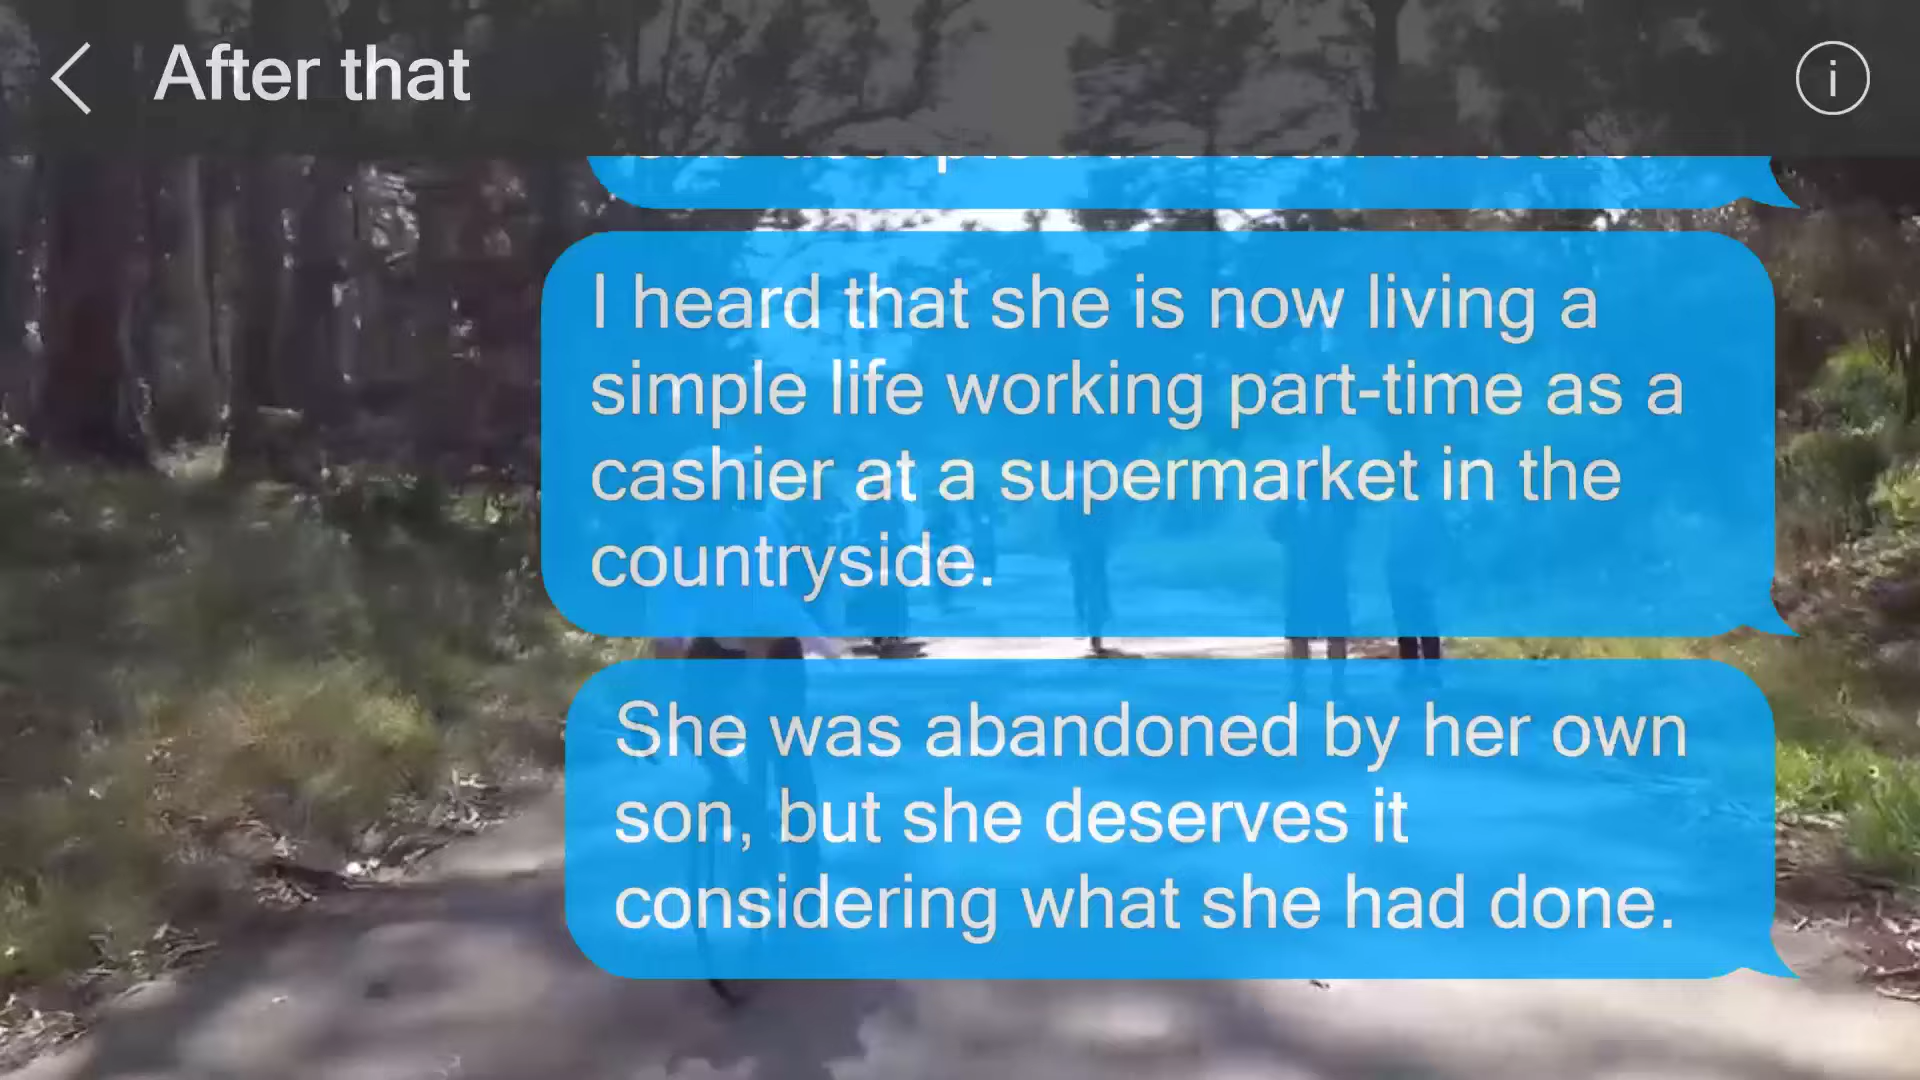 After that
I heard that she is now living a
simple life working part-time as a
cashier at a supermarket in the
countryside.
She was abandoned by her own
son, but she deserves it
considering what she had done.